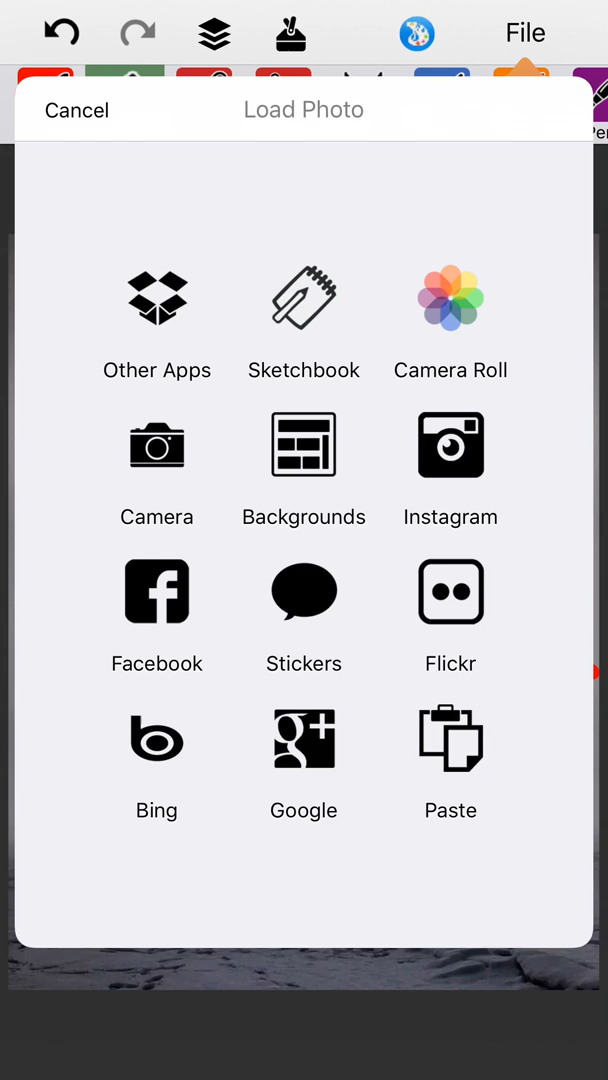 File
Cancel Load Photo
Other Apps Sketchbook Camera Roll
Camera Backgrounds Instagram
Facebook Stickers Flickr
Bing Google Paste